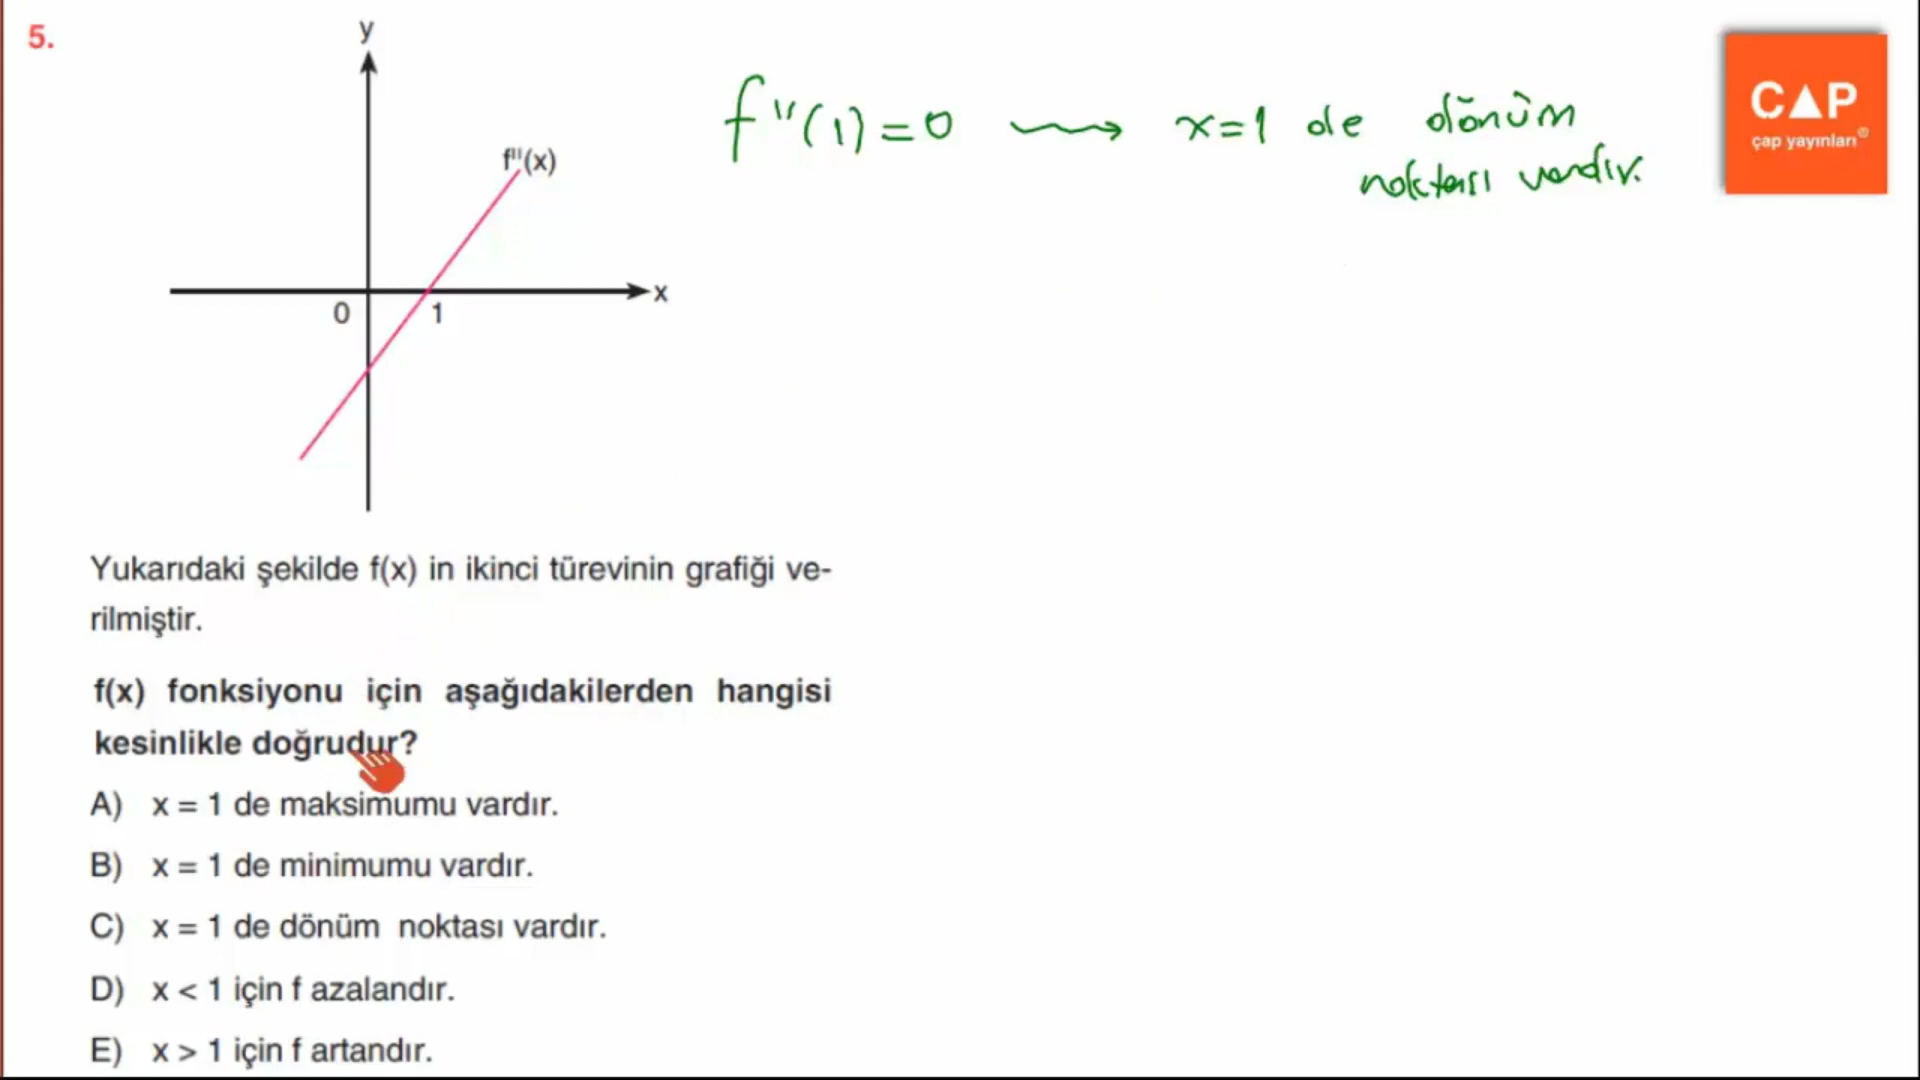 5.
y
f''(x)
x
0
1
f''(1)=0 ⟿ x=1 de dönüm
noktası vardır.
CAP
çap yayınları®
Yukarıdaki şekilde f(x) in ikinci türevinin grafiği ve-
rilmiştir.
f(x) fonksiyonu için aşağıdakilerden hangisi
kesinlikle doğrudur?
A) x = 1 de maksimumu vardır.
B) x = 1 de minimumu vardır.
C) x = 1 de dönüm noktası vardır.
D) x < 1 için f azalandır.
E) x > 1 için f artandır.